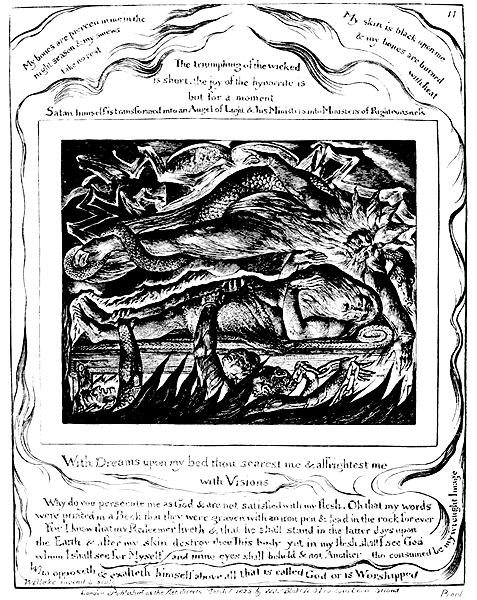 11
My bones are pierced in me in the
night season & my sinews
take no rest
My skin is black upon me
& my bones are burned
with heat
The triumphing of the wicked
is short, the joy of the hypocrite is
but for a moment
Satan himself is transformed into an Angel of Light & his Ministers into Ministers of Righteousness
With Dreams upon my bed thou scarest me & affrightest me
with Visions
Why do you persecute me as God & are not satisfied with my flesh. Oh that my words
were printed in a Book that they were graven with an iron pen & lead in the rock for ever
For I know that my Redeemer liveth & that he shall stand in the latter days upon
the Earth & after my skin destroy thou This body yet in my flesh shall I see God
whom I shall see for Myself and mine eyes shall behold & not Another tho consumed be my wrought Image
Who opposeth & exalteth himself above all that is called God or is Worshipped
London Published as the Act directs March 8 1825 by Will Blake N 3 Fountain Court Strand
Proof